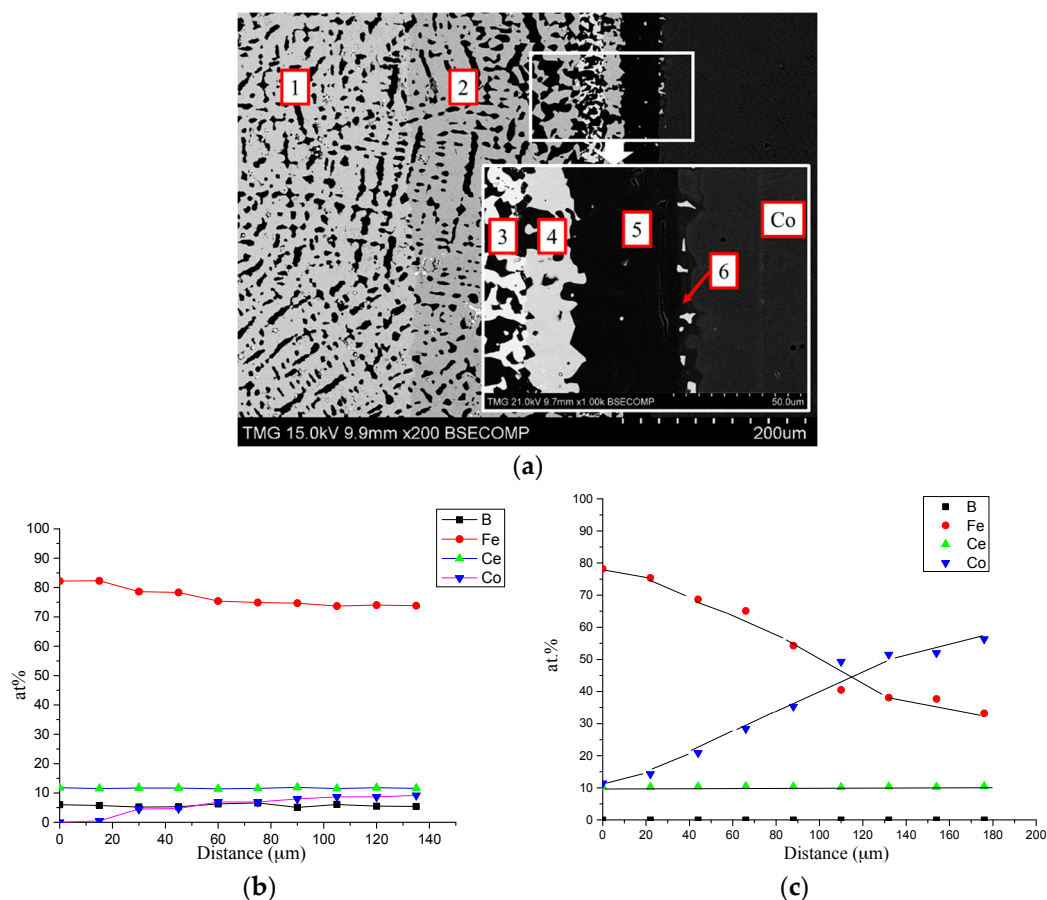 1
2
3
4
5
6
Co
TMG 21.0kV 9.7mm x1.00k BSECOMP
50.0um
TMG 15.0kV 9.9mm x200 BSECOMP
200um
(a)
B
Fe
Ce
Co
100
90
80
70
60
50
40
30
20
10
0
at%
0 20 40 60 80 100 120 140
Distance (μm)
(b)
B
Fe
Ce
Co
100
90
80
70
60
50
40
30
20
10
0
at.%
0 20 40 60 80 100 120 140 160 180 200
Distance (μm)
(c)